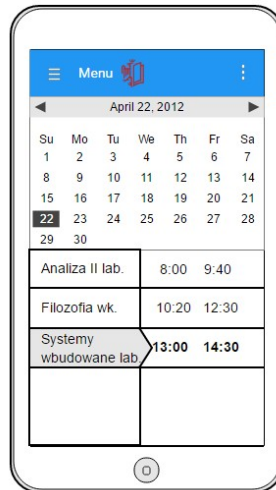 Menu
April 22, 2012
Su Mo Tu We Th Fr Sa
1 2 3 4 5 6 7
8 9 10 11 12 13 14
15 16 17 18 19 20 21
22 23 24 25 26 27 28
29 30
Analiza II lab. 8:00 9:40
Filozofia wk. 10:20 12:30
Systemy
wbudowane lab. 13:00 14:30